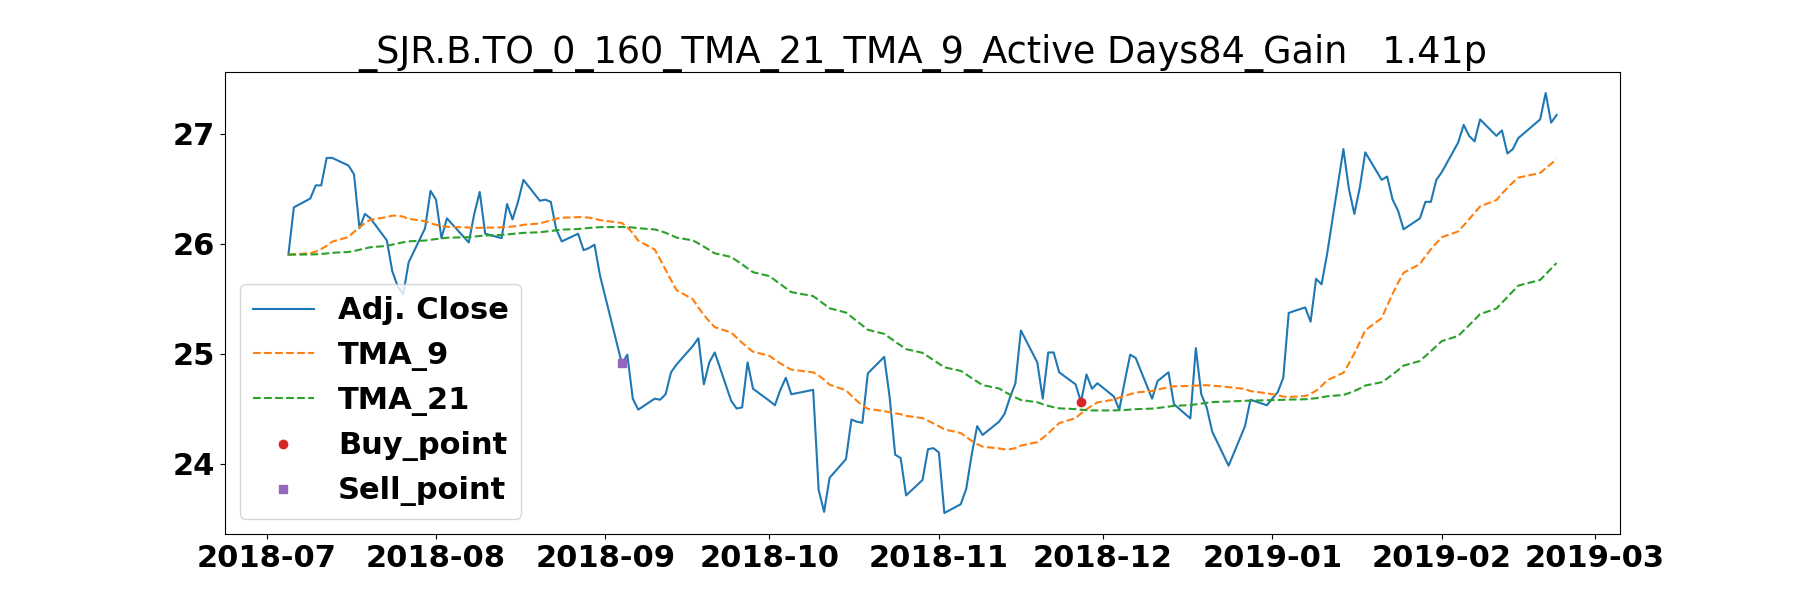 _SJR.B.TO_0_160_TMA_21_TMA_9_Active Days84_Gain   1.41p
27
26
25
24
Adj. Close
TMA_9
TMA_21
Buy_point
Sell_point
2018-07 2018-08 2018-09 2018-10 2018-11 2018-12 2019-01 2019-02 2019-03